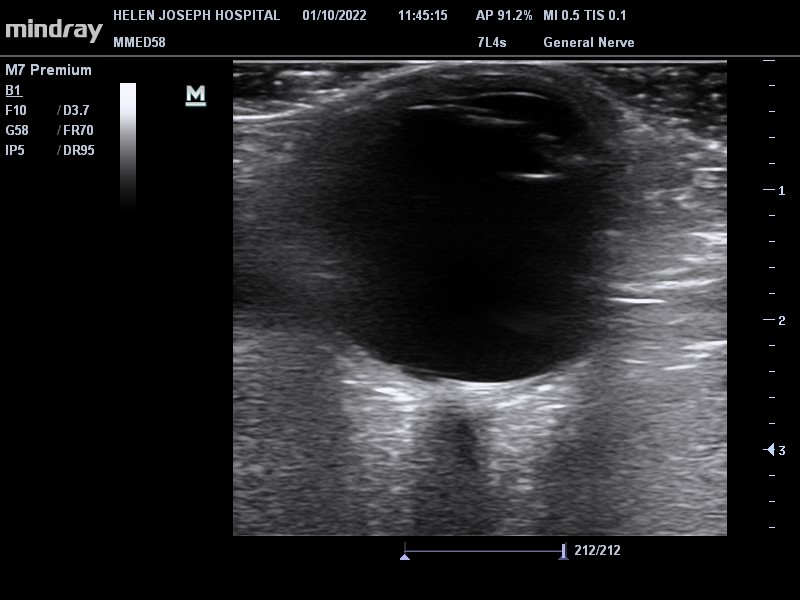 mindray
HELEN JOSEPH HOSPITAL 01/10/2022 11:45:15 AP 91.2% MI 0.5 TIS 0.1
MMED58 7L4s General Nerve
M7 Premium
B1
F10 / D3.7
G58 / FR70
IP5 / DR95
M
1
2
3
212/212